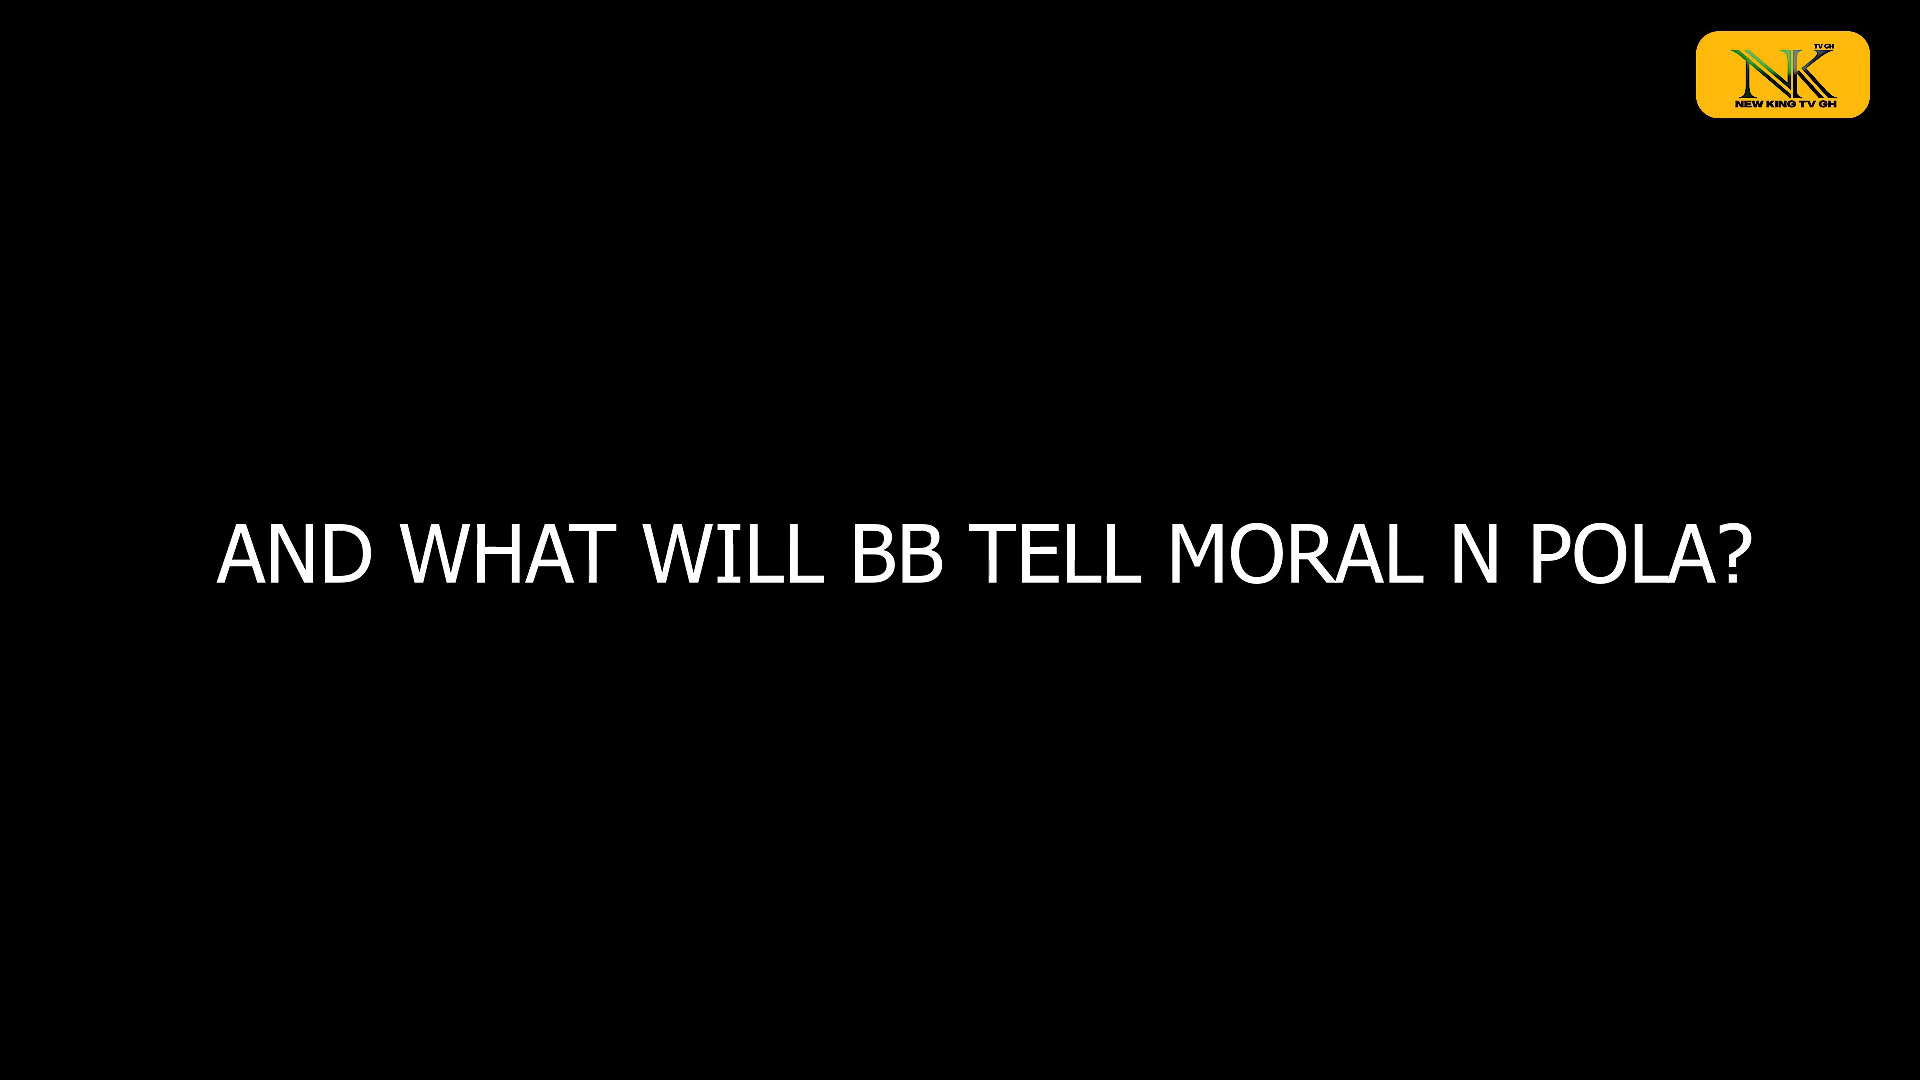 TV GH
NK
NEW KING TV GH
AND WHAT WILL BB TELL MORAL N POLA?